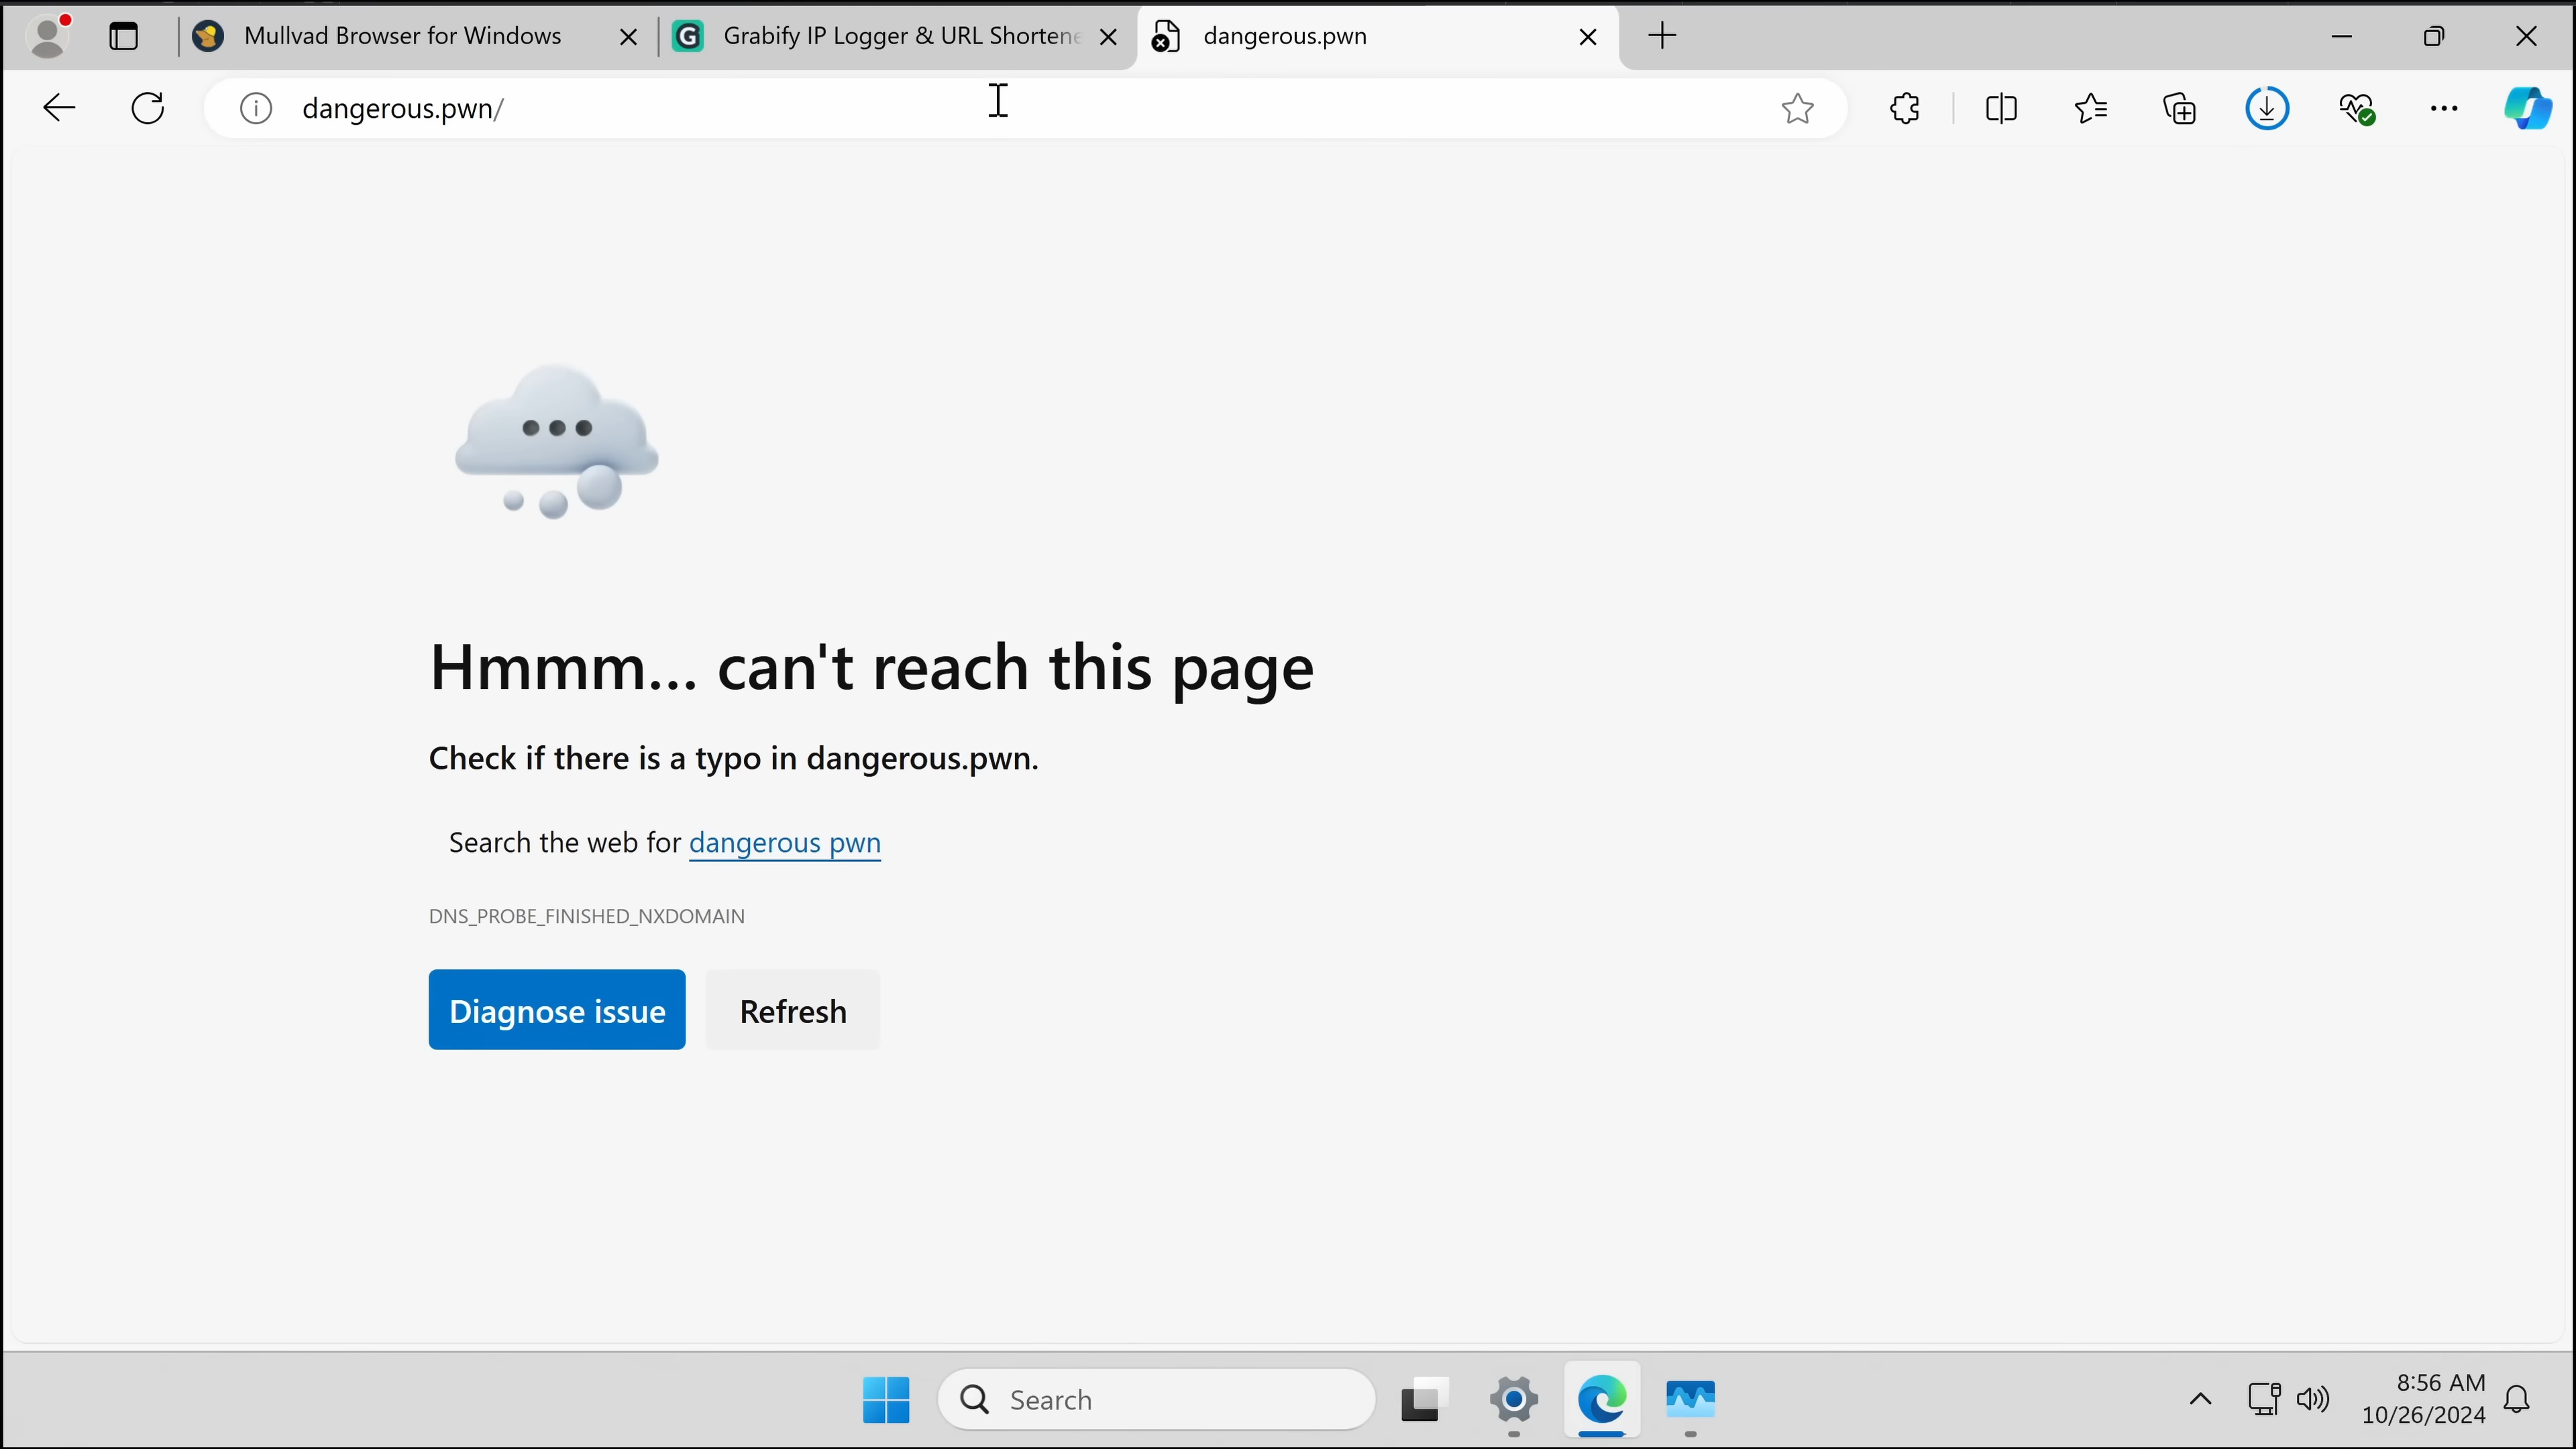 Mullvad Browser for Windows
Grabify IP Logger & URL Shortene
dangerous.pwn
dangerous.pwn/
Hmmm... can't reach this page
Check if there is a typo in dangerous.pwn.
Search the web for dangerous pwn
DNS_PROBE_FINISHED_NXDOMAIN
Diagnose issue
Refresh
Search
8:56 AM
10/26/2024